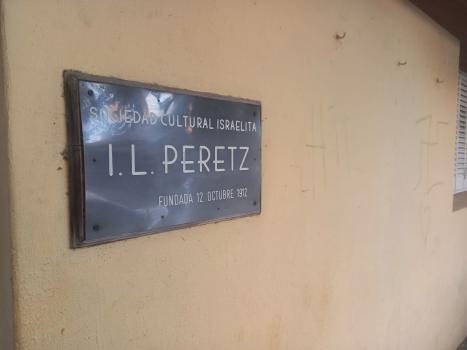 SOCIEDAD CULTURAL ISRAELITA
I. L. PERETZ
FUNDADA 12 OCTUBRE 1912